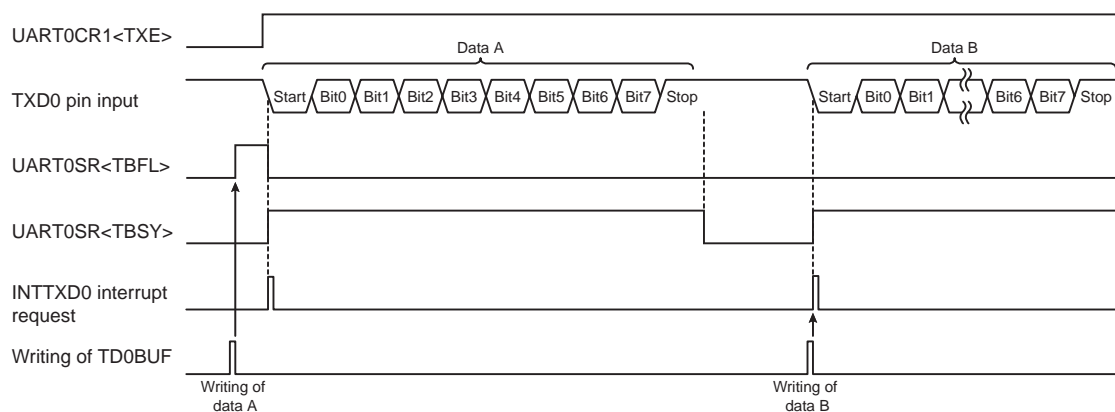 UART0CR1<TXE>
Data A
Data B
TXD0 pin input
Start Bit0 Bit1 Bit2 Bit3 Bit4 Bit5 Bit6 Bit7 Stop
Start Bit0 Bit1 Bit6 Bit7 Stop
UART0SR<TBFL>
UART0SR<TBSY>
INTTXD0 interrupt
request
Writing of TD0BUF
Writing of
data A
Writing of
data B